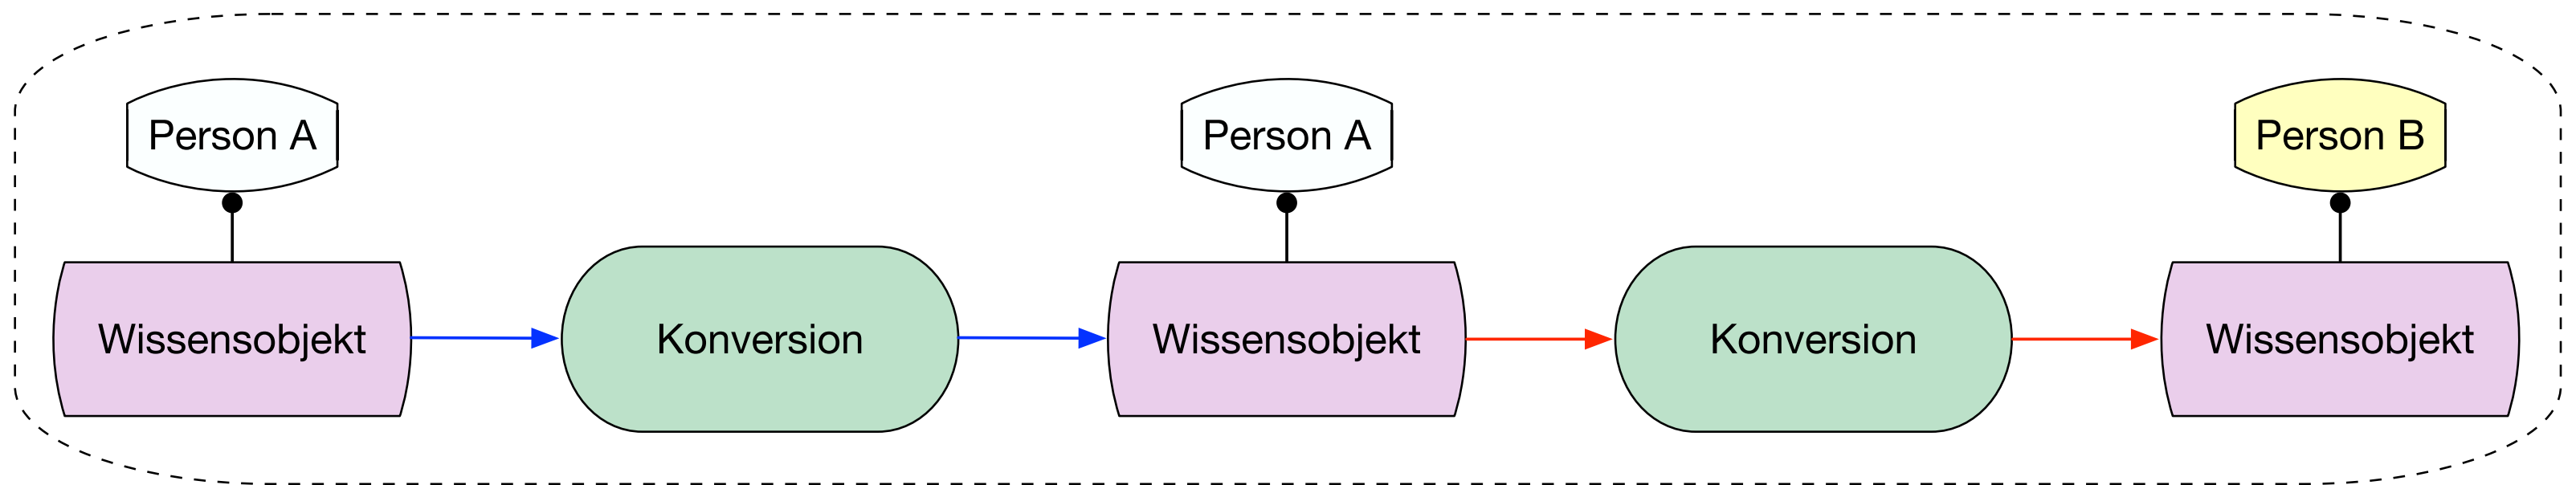 Person A
Person A
Person B
Wissensobjekt
Konversion
Wissensobjekt
Konversion
Wissensobjekt